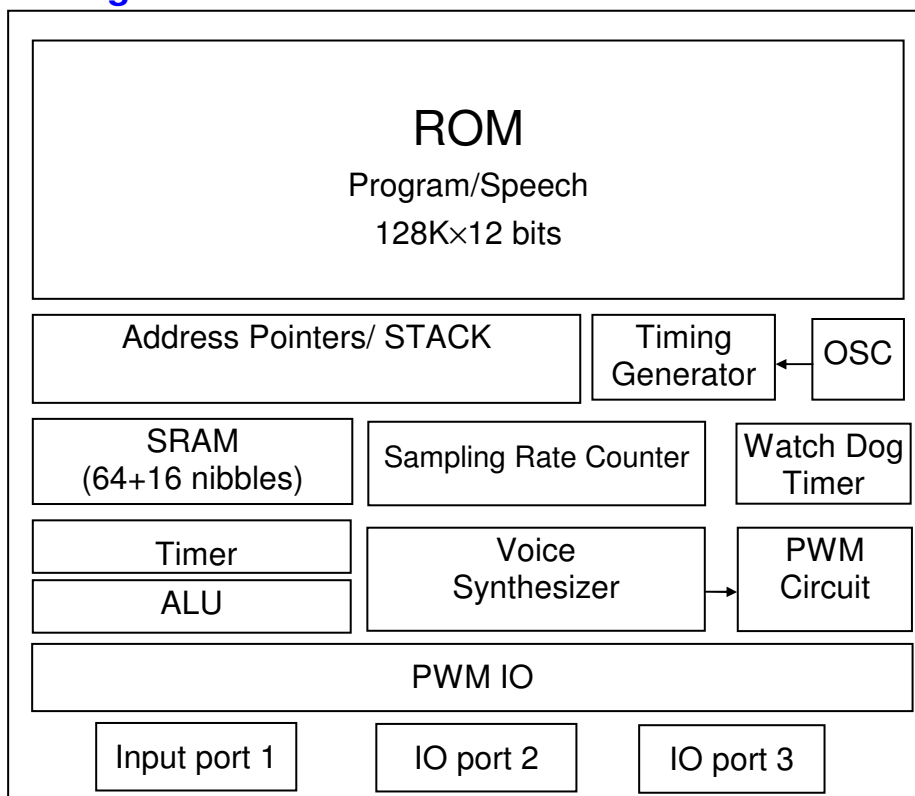 ROM
Program/Speech
128K×12 bits
Address Pointers/ STACK
Timing
Generator
OSC
SRAM
(64+16 nibbles)
Sampling Rate Counter
Watch Dog
Timer
Timer
ALU
Voice
Synthesizer
PWM
Circuit
PWM IO
Input port 1
IO port 2
IO port 3